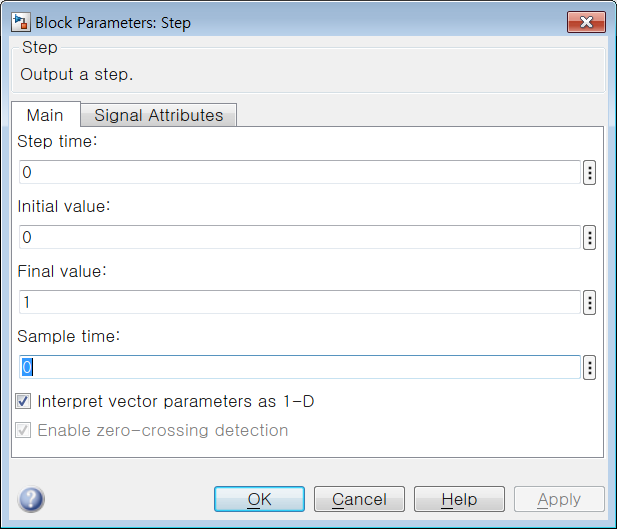 Block Parameters: Step
Step
Output a step.
Main Signal Attributes
Step time:
0
Initial value:
0
Final value:
1
Sample time:
0
Interpret vector parameters as 1-D
Enable zero-crossing detection
? OK Cancel Help Apply